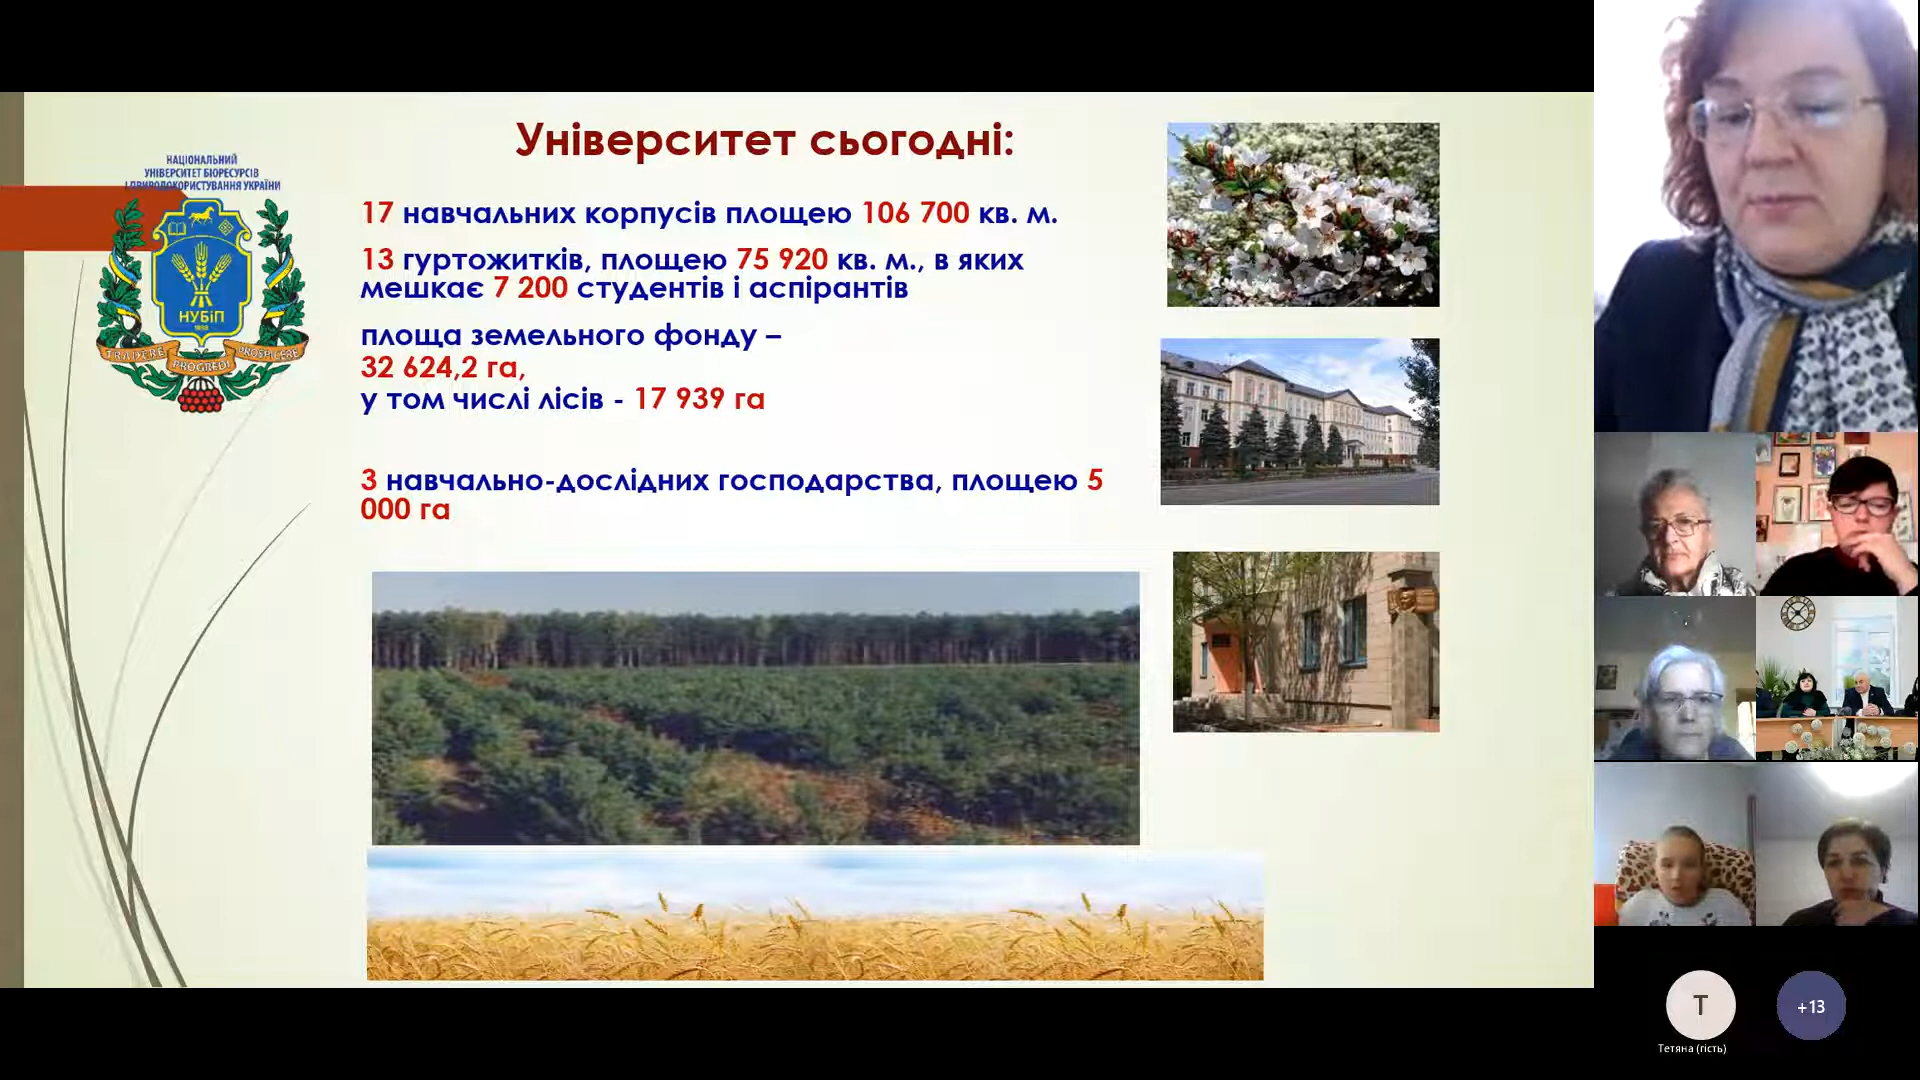 НАЦІОНАЛЬНИЙ
УНІВЕРСИТЕТ БІОРЕСУРСІВ
І ПРИРОДОКОРИСТУВАННЯ УКРАЇНИ
НУБіП
1898
TRADERE
PROGREDI
PROSPICERE
Університет сьогодні:
17 навчальних корпусів площею 106 700 кв. м.
13 гуртожитків, площею 75 920 кв. м., в яких
мешкає 7 200 студентів і аспірантів
площа земельного фонду –
32 624,2 га,
у том числі лісів - 17 939 га
3 навчально-дослідних господарства, площею 5
000 га
T
+13
Тетяна (гість)